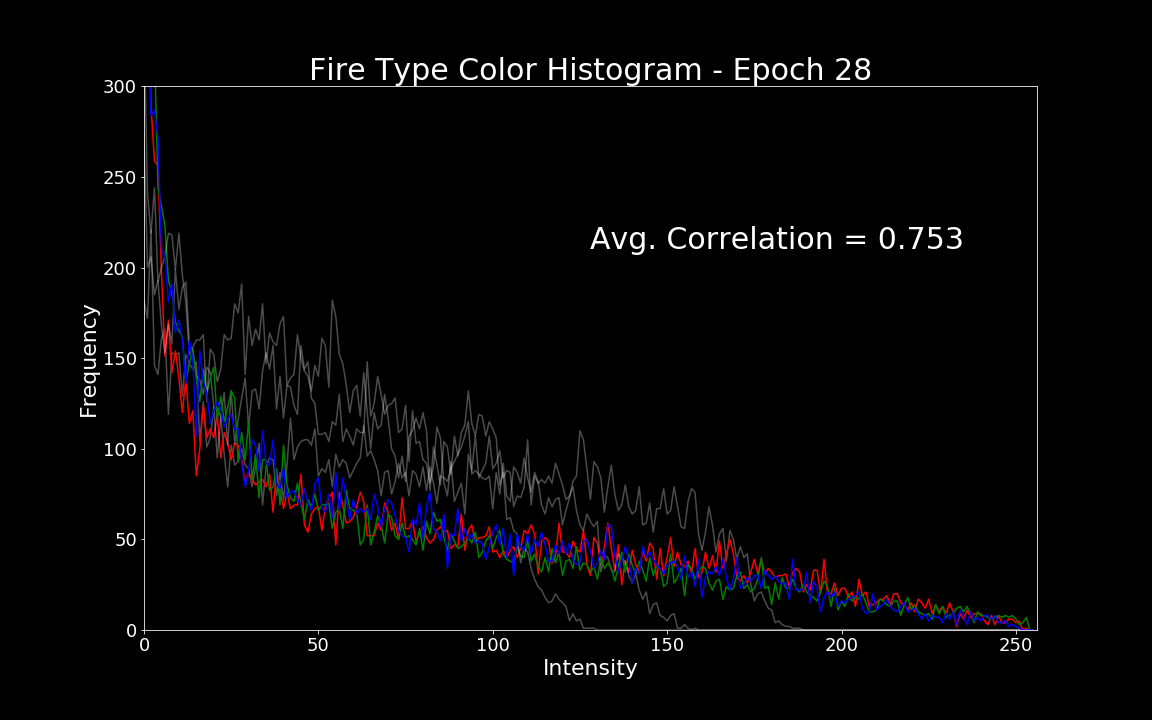 Fire Type Color Histogram - Epoch 28
300
250
200
150
100
50
0
Frequency
Avg. Correlation = 0.753
0 50 100 150 200 250
Intensity